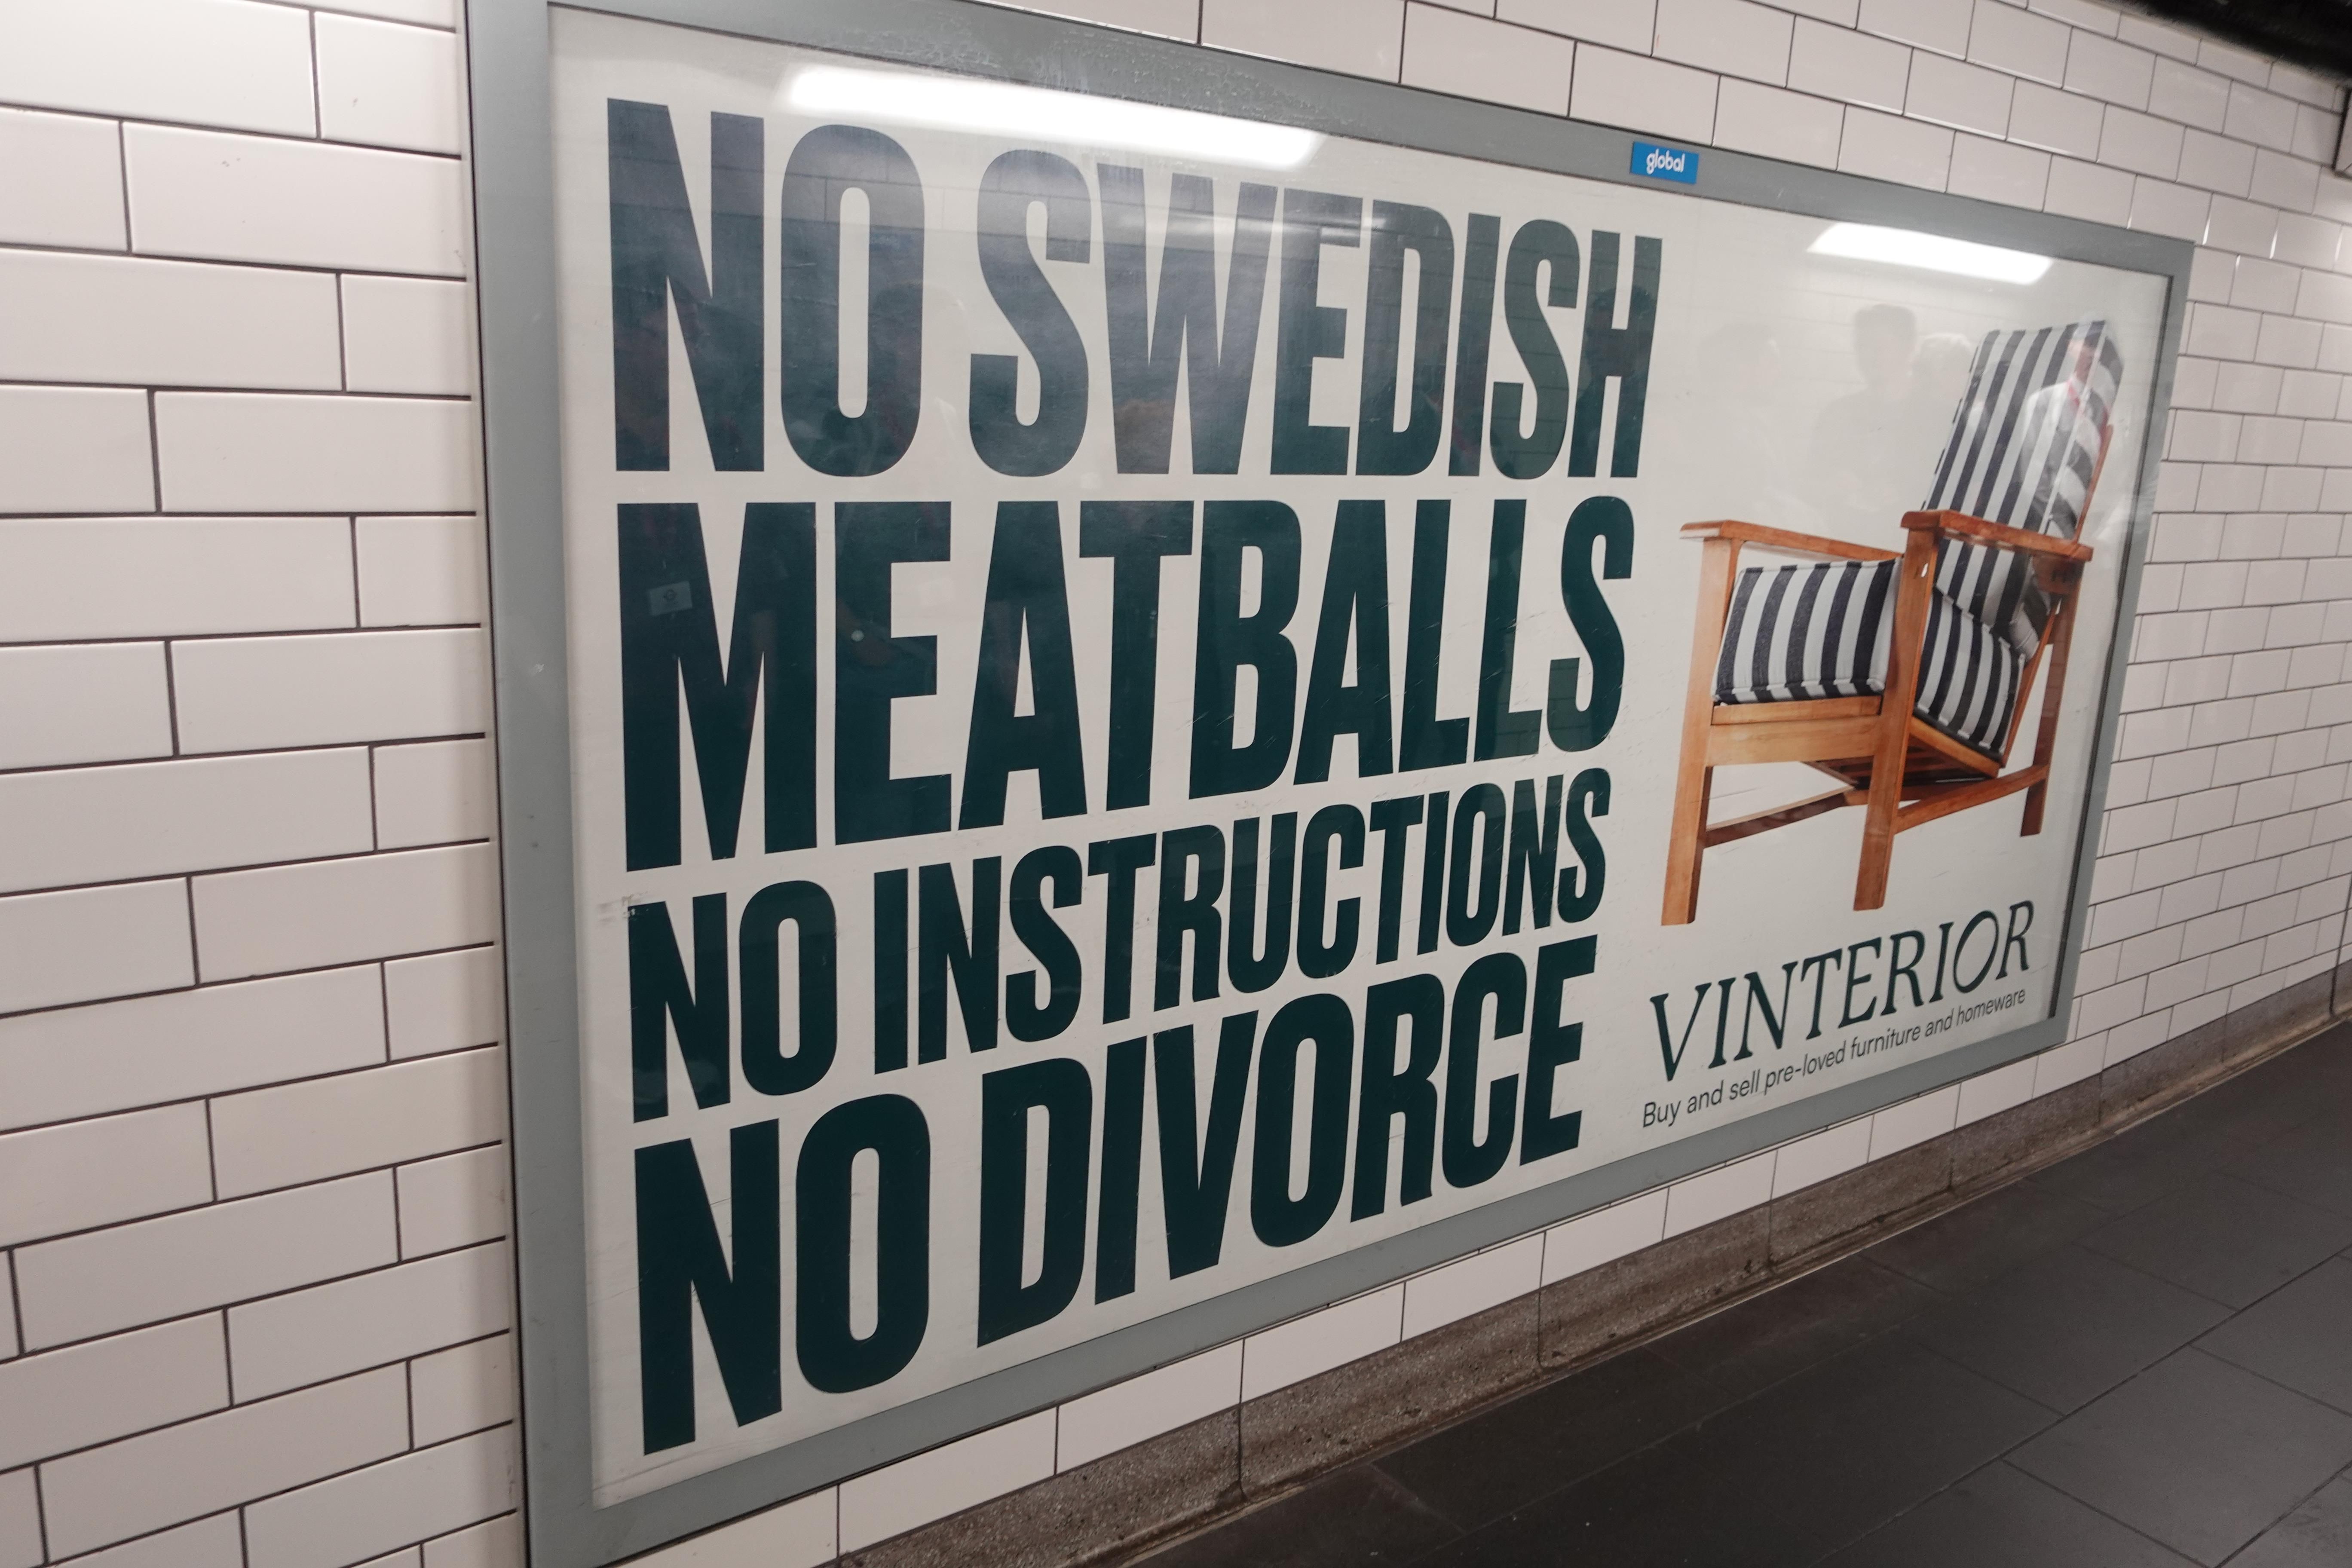 global
NO SWEDISH
MEATBALLS
NO INSTRUCTIONS
NO DIVORCE
VINTERIOR
Buy and sell pre-loved furniture and homeware